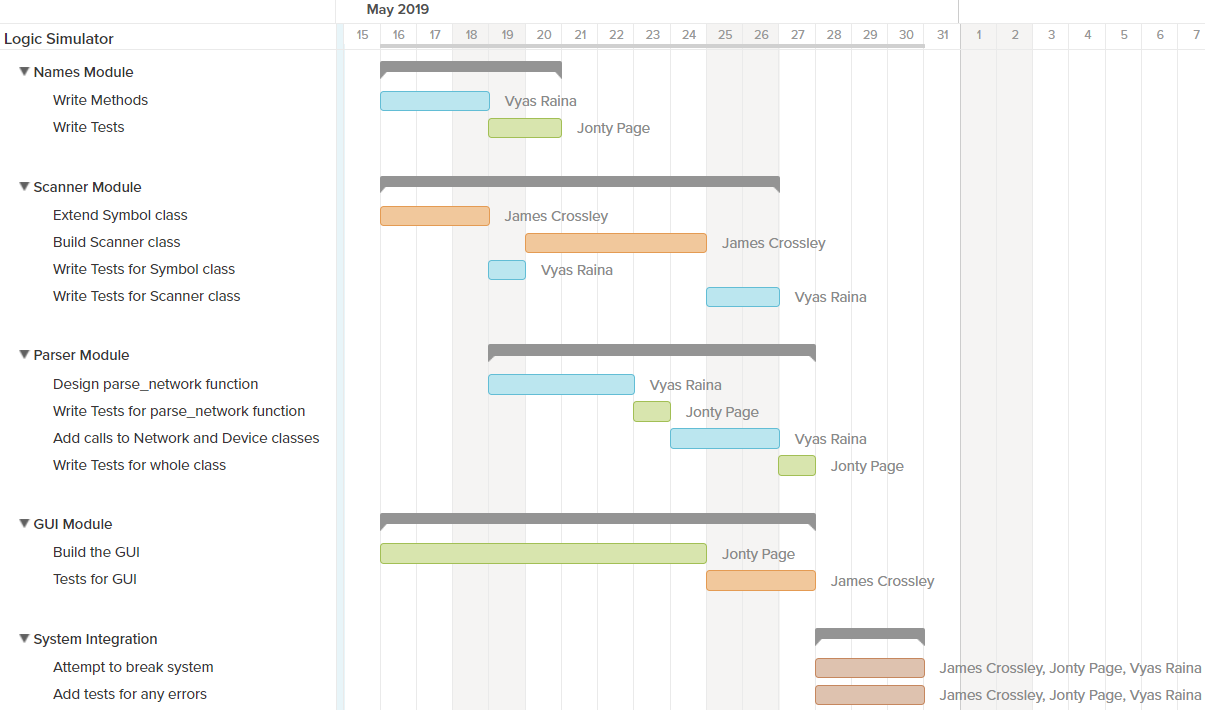 May 2019
Logic Simulator 15 16 17 18 19 20 21 22 23 24 25 26 27 28 29 30 31 1 2 3 4 5 6 7
Names Module
Write Methods Vyas Raina
Write Tests Jonty Page
Scanner Module
Extend Symbol class James Crossley
Build Scanner class James Crossley
Write Tests for Symbol class Vyas Raina
Write Tests for Scanner class Vyas Raina
Parser Module
Design parse_network function Vyas Raina
Write Tests for parse_network function Jonty Page
Add calls to Network and Device classes Vyas Raina
Write Tests for whole class Jonty Page
GUI Module
Build the GUI Jonty Page
Tests for GUI James Crossley
System Integration
Attempt to break system James Crossley, Jonty Page, Vyas Raina
Add tests for any errors James Crossley, Jonty Page, Vyas Raina